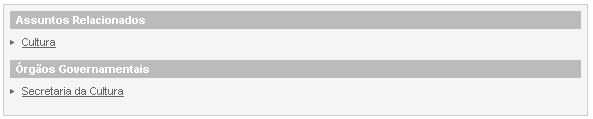 Assuntos Relacionados
Cultura
Órgãos Governamentais
Secretaria da Cultura